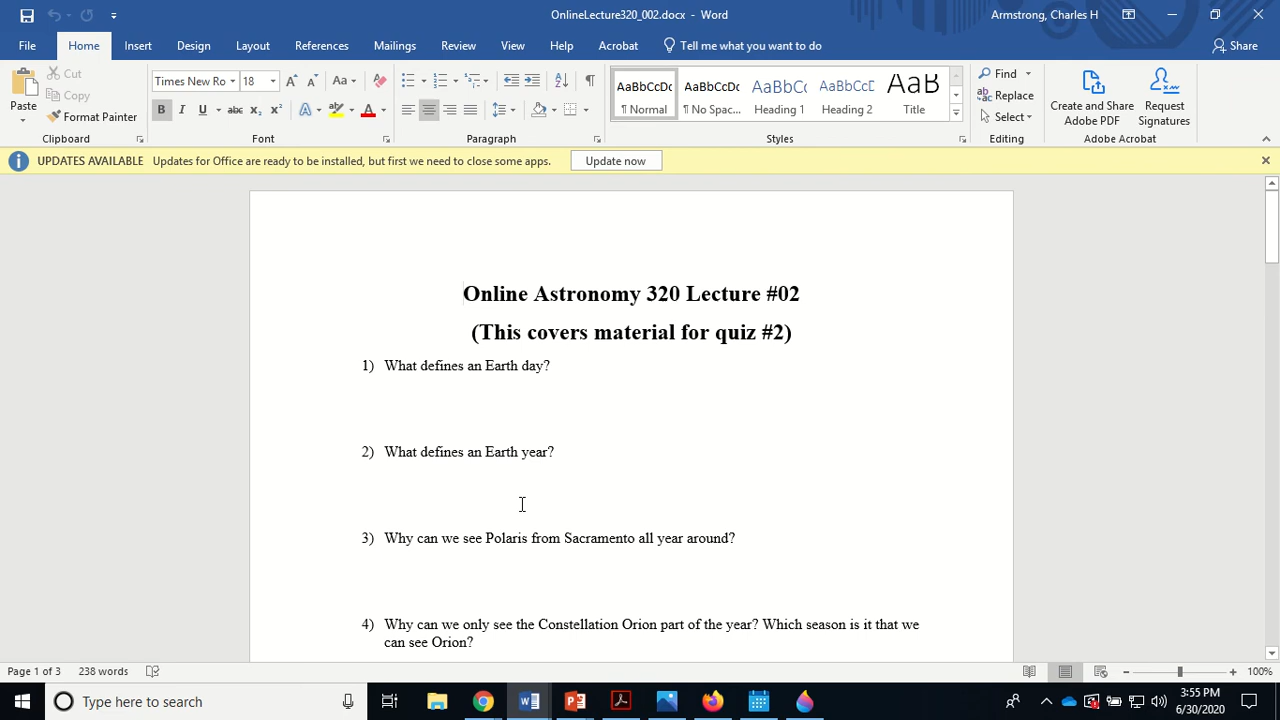 OnlineLecture320_002.docx - Word
Armstrong, Charles H
File Home Insert Design Layout References Mailings Review View Help Acrobat Tell me what you want to do Share
Paste
Cut
Copy
Format Painter
Clipboard
Times New Ro 18
Font
Paragraph
AaBbCcDc AaBbCcDc AaBbCc AaBbCcD AaB
¶ Normal ¶ No Spac... Heading 1 Heading 2 Title
Styles
Find
Replace
Select
Editing
Create and Share
Adobe PDF
Request
Signatures
Adobe Acrobat
UPDATES AVAILABLE Updates for Office are ready to be installed, but first we need to close some apps. Update now
Online Astronomy 320 Lecture #02
(This covers material for quiz #2)
1) What defines an Earth day?
2) What defines an Earth year?
3) Why can we see Polaris from Sacramento all year around?
4) Why can we only see the Constellation Orion part of the year? Which season is it that we
can see Orion?
Page 1 of 3 238 words 100%
Type here to search
3:55 PM
6/30/2020